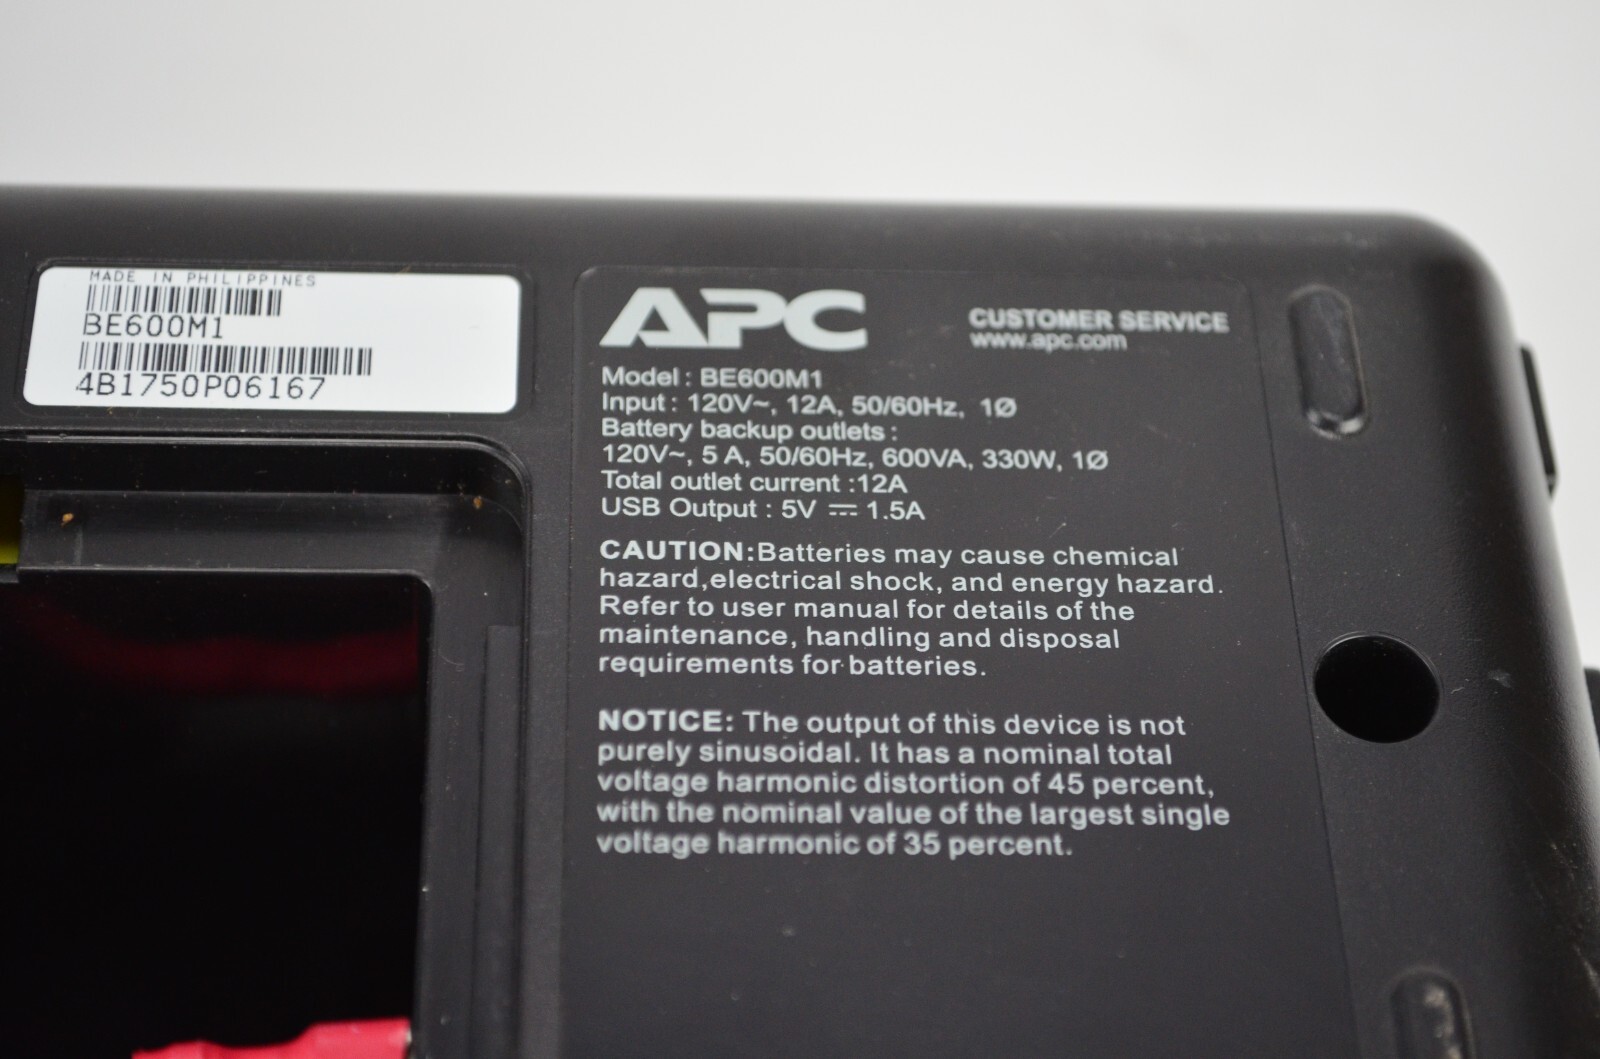 MADE IN PHILIPPINES
BE600M1
4B1750P06167
APC
CUSTOMER SERVICE
www.apc.com
Model : BE600M1
Input : 120V~, 12A, 50/60Hz, 1Ø
Battery backup outlets :
120V~, 5 A, 50/60Hz, 600VA, 330W, 1Ø
Total outlet current :12A
USB Output : 5V ⎓ 1.5A
CAUTION:Batteries may cause chemical
hazard,electrical shock, and energy hazard.
Refer to user manual for details of the
maintenance, handling and disposal
requirements for batteries.
NOTICE: The output of this device is not
purely sinusoidal. It has a nominal total
voltage harmonic distortion of 45 percent,
with the nominal value of the largest single
voltage harmonic of 35 percent.